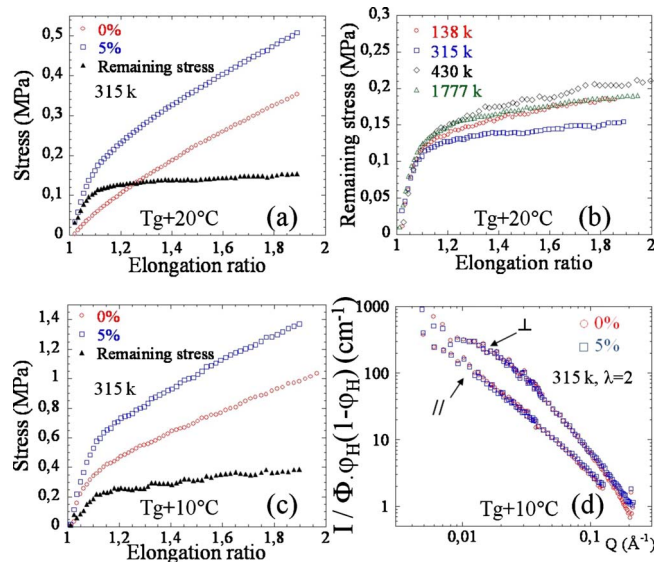 0%
5%
Remaining stress
315 k
(a)
Tg+20°C
Stress (MPa)
0,5
0,4
0,3
0,2
0,1
0
1 1,2 1,4 1,6 1,8 2
Elongation ratio
138 k
315 k
430 k
1777 k
(b)
Tg+20°C
Remaining stress (MPa)
0,3
0,25
0,2
0,15
0,1
0,05
0
1 1,2 1,4 1,6 1,8 2
Elongation ratio
0%
5%
Remaining stress
315 k
(c)
Tg+10°C
Stress (MPa)
1,4
1,2
1
0,8
0,6
0,4
0,2
0
1 1,2 1,4 1,6 1,8 2
Elongation ratio
0%
5%
315 k, λ=2
⊥
//
(d)
Tg+10°C
I / Φ.φH(1-φH) (cm⁻¹)
1000
100
10
1
0,01 0,1
Q (Å⁻¹)